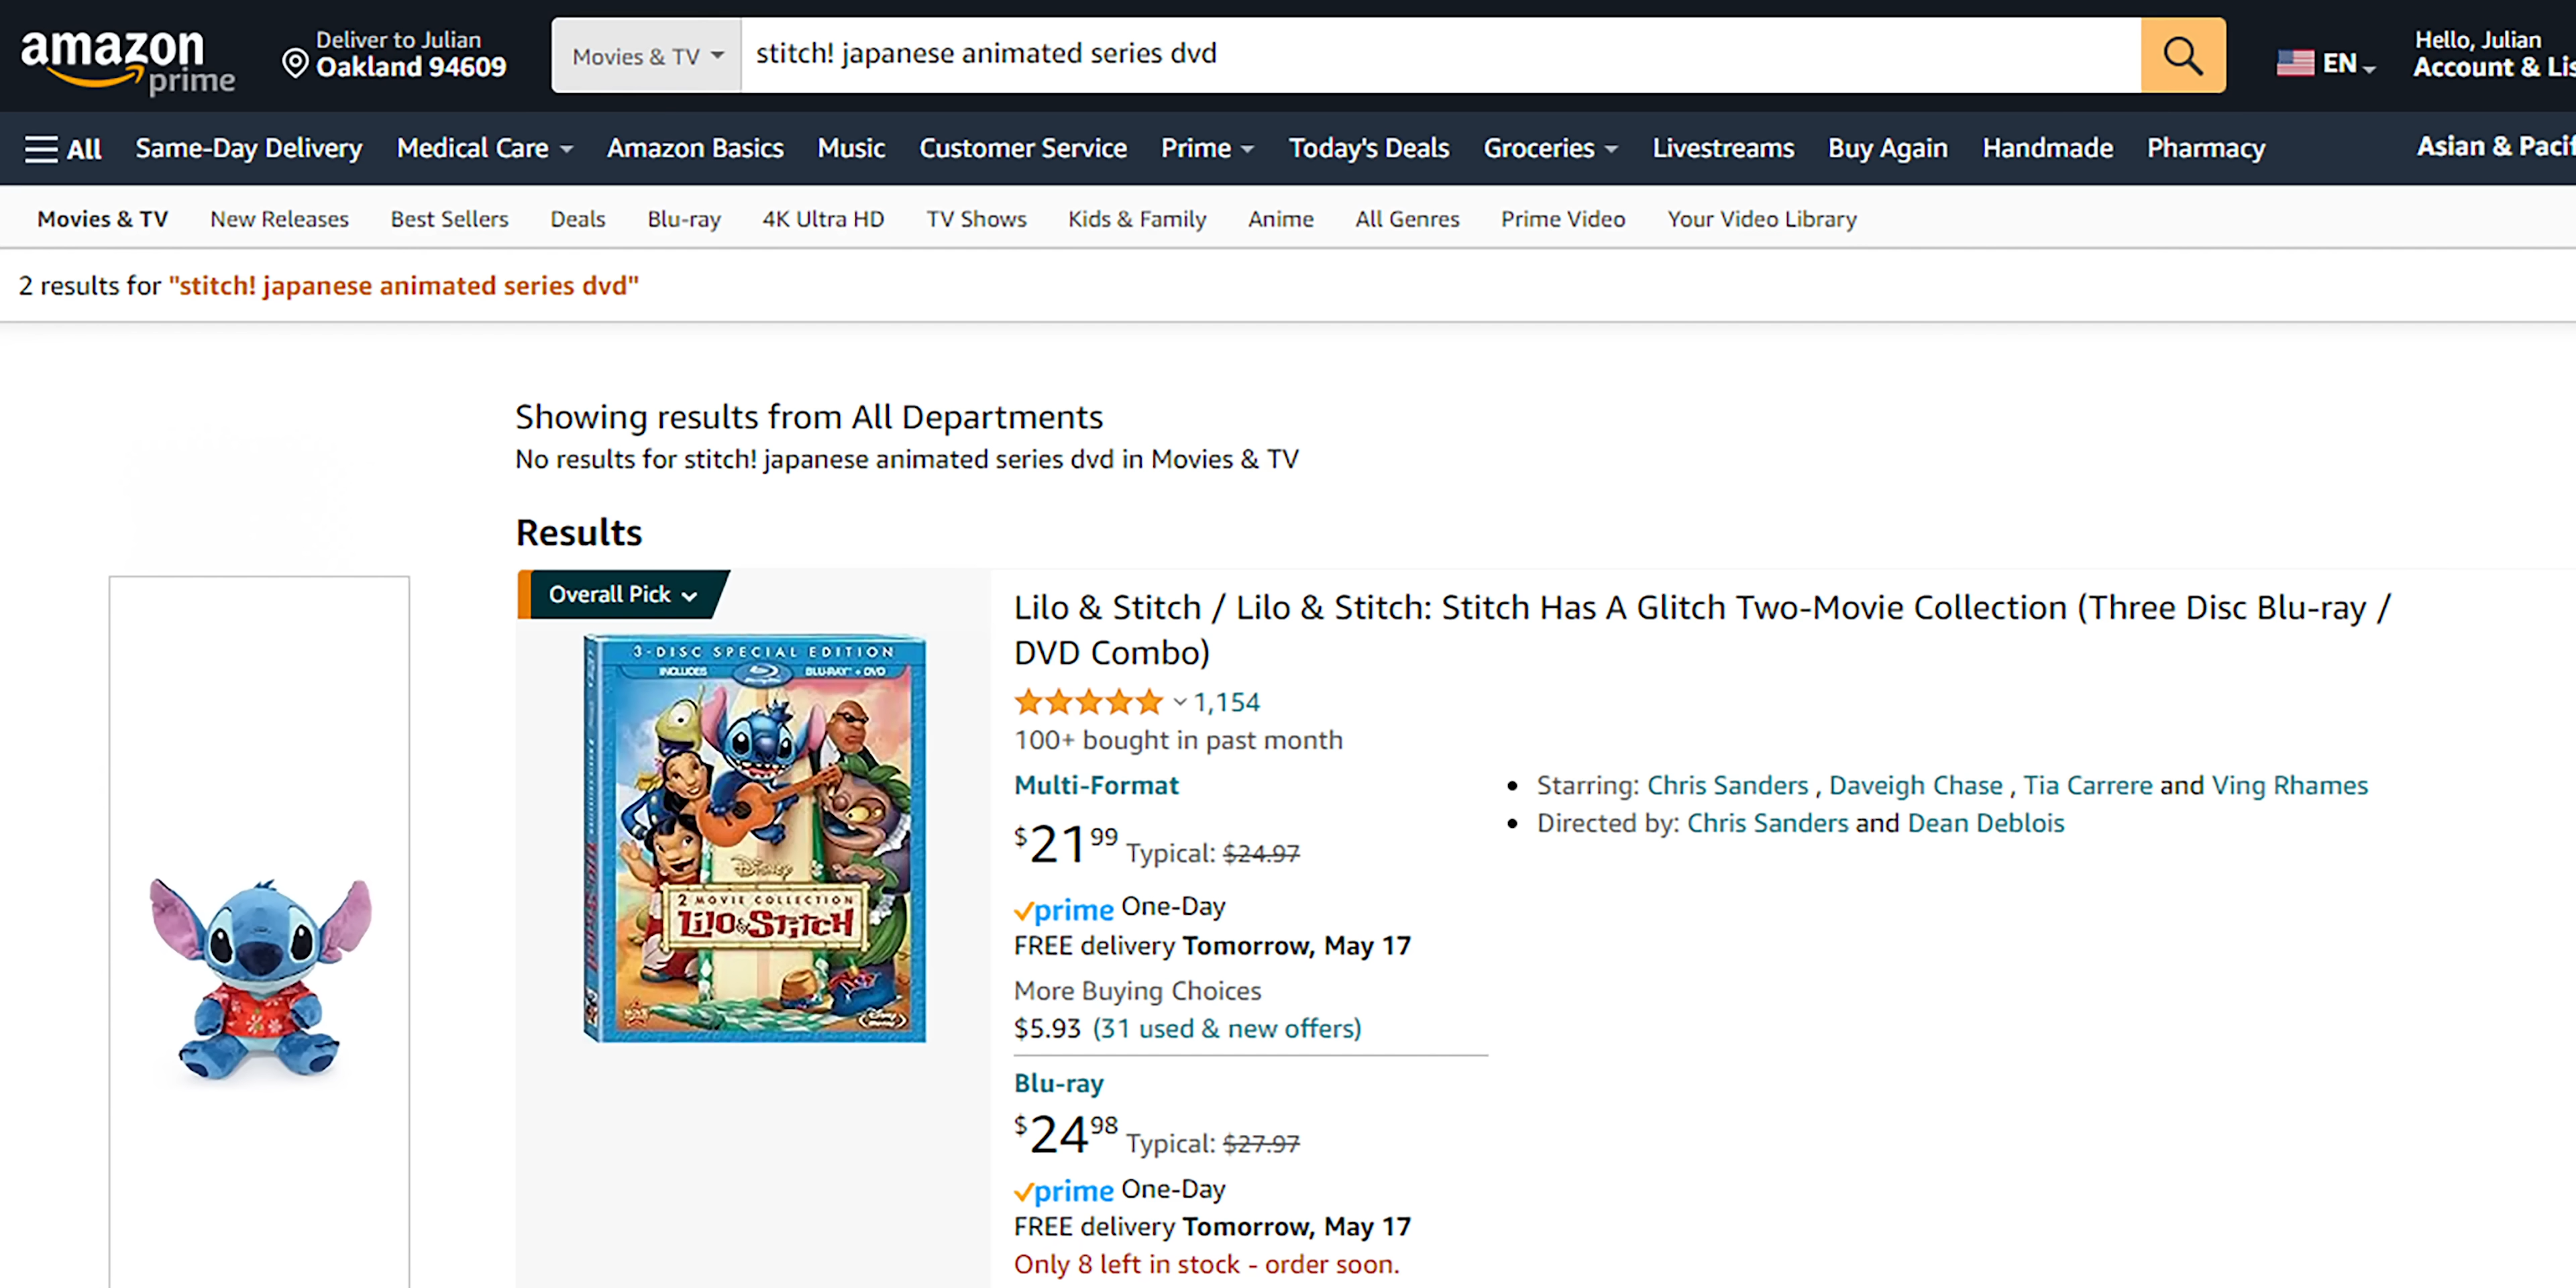 amazon prime
Deliver to Julian
Oakland 94609
Movies & TV
stitch! japanese animated series dvd
EN
Hello, Julian
Account & Lis
All Same-Day Delivery Medical Care Amazon Basics Music Customer Service Prime Today's Deals Groceries Livestreams Buy Again Handmade Pharmacy Asian & Pacif
Movies & TV New Releases Best Sellers Deals Blu-ray 4K Ultra HD TV Shows Kids & Family Anime All Genres Prime Video Your Video Library
2 results for "stitch! japanese animated series dvd"
Showing results from All Departments
No results for stitch! japanese animated series dvd in Movies & TV
Results
Overall Pick
3-DISC SPECIAL EDITION
INCLUDES BLU-RAY + DVD
Disney
2 MOVIE COLLECTION
Lilo & Stitch
Lilo & Stitch / Lilo & Stitch: Stitch Has A Glitch Two-Movie Collection (Three Disc Blu-ray /
DVD Combo)
1,154
100+ bought in past month
Multi-Format
$21.99 Typical: $24.97
prime One-Day
FREE delivery Tomorrow, May 17
More Buying Choices
$5.93 (31 used & new offers)
Blu-ray
$24.98 Typical: $27.97
prime One-Day
FREE delivery Tomorrow, May 17
Only 8 left in stock - order soon.
Starring: Chris Sanders , Daveigh Chase , Tia Carrere and Ving Rhames
Directed by: Chris Sanders and Dean Deblois